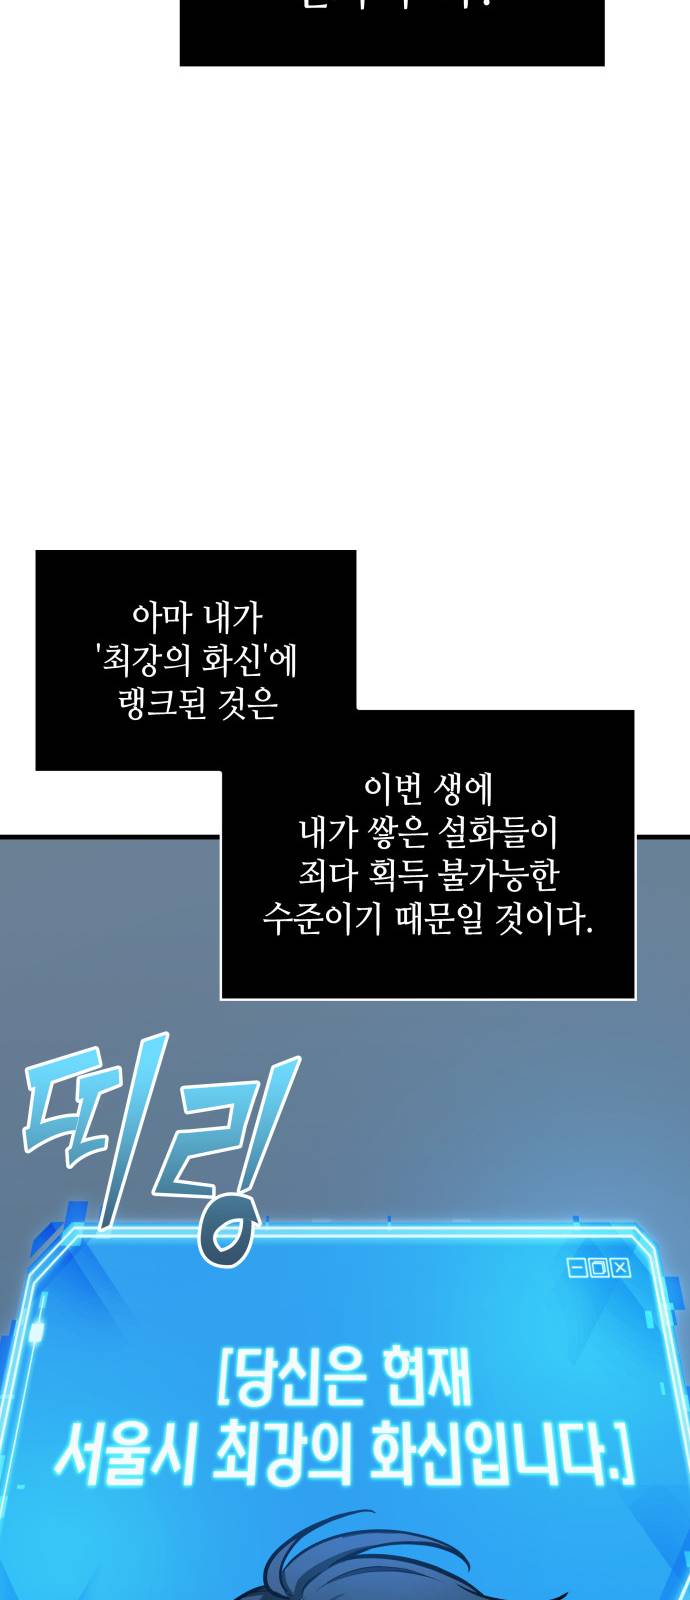 아마 내가
'최강의 화신'에
랭크된 것은
이번 생에
내가 쌓은 설화들이
죄다 획득 불가능한
수준이기 때문일 것이다.
띠링
[당신은 현재
서울시 최강의 화신입니다.]